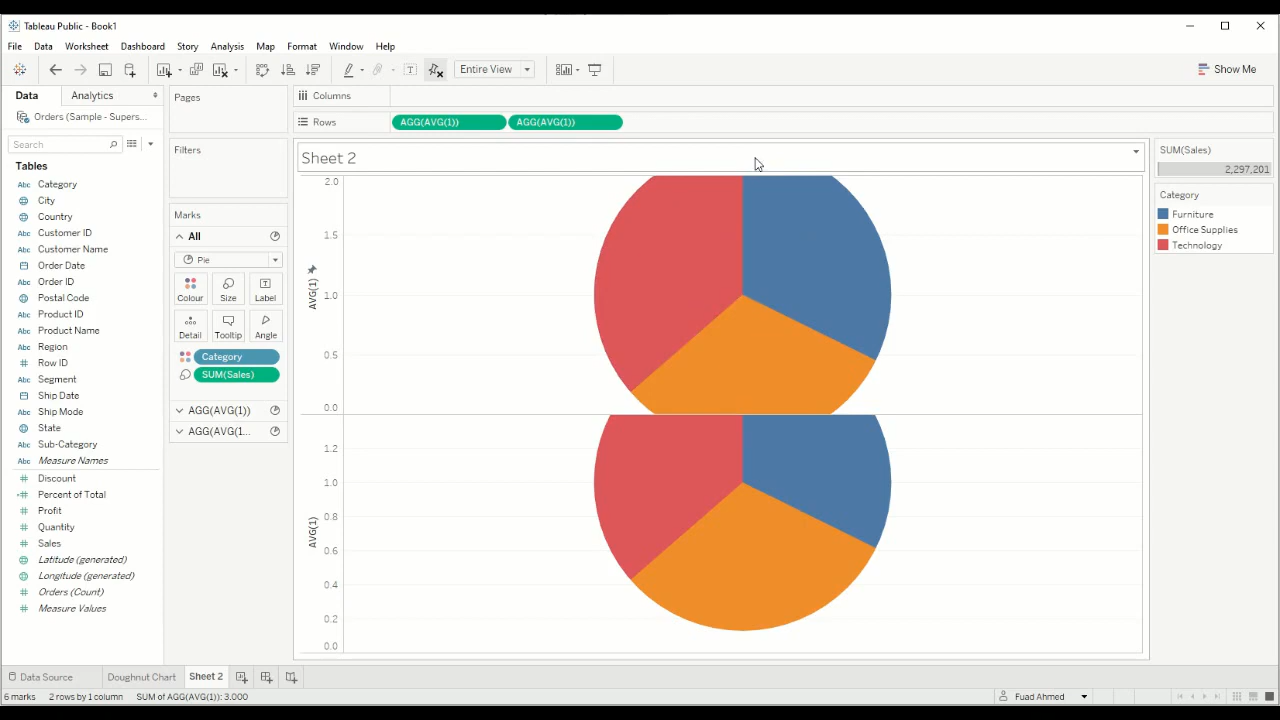 Tableau Public - Book1
File Data Worksheet Dashboard Story Analysis Map Format Window Help
Entire View
Show Me
Data Analytics
Pages
Columns
Orders (Sample - Supers...
Rows AGG(AVG(1)) AGG(AVG(1))
Search
Filters
Sheet 2
SUM(Sales)
2,297,201
Tables
Category
City
Country
Customer ID
Customer Name
Order Date
Order ID
Postal Code
Product ID
Product Name
Region
Row ID
Segment
Ship Date
Ship Mode
State
Sub-Category
Measure Names
Discount
Percent of Total
Profit
Quantity
Sales
Latitude (generated)
Longitude (generated)
Orders (Count)
Measure Values
Marks
All
Pie
Colour Size Label
Detail Tooltip Angle
Category
SUM(Sales)
AGG(AVG(1))
AGG(AVG(1...
AVG(1)
2.0
1.5
1.0
0.5
0.0
AVG(1)
1.2
1.0
0.8
0.6
0.4
0.2
0.0
Category
Furniture
Office Supplies
Technology
Data Source Doughnut Chart Sheet 2
6 marks 2 rows by 1 column SUM of AGG(AVG(1)): 3.000
Fuad Ahmed